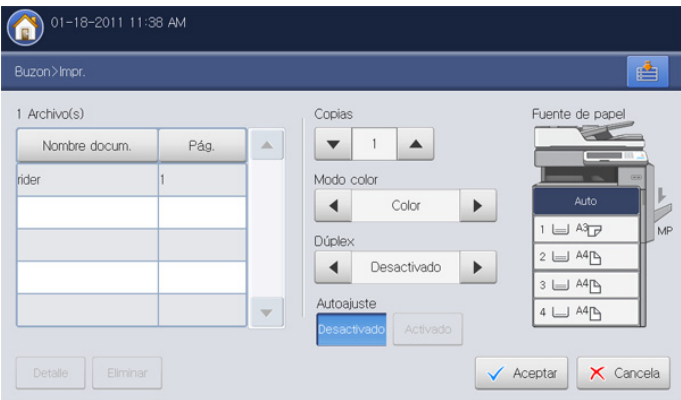 01-18-2011 11:38 AM
Buzon>Impr.
1 Archivo(s)
Nombre docum. Pág.
rider 1
Copias
1
Modo color
Color
Dúplex
Desactivado
Autoajuste
Desactivado Activado
Fuente de papel
Auto
MP
1 A3
2 A4
3 A4
4 A4
Detalle Eliminar
Aceptar Cancela